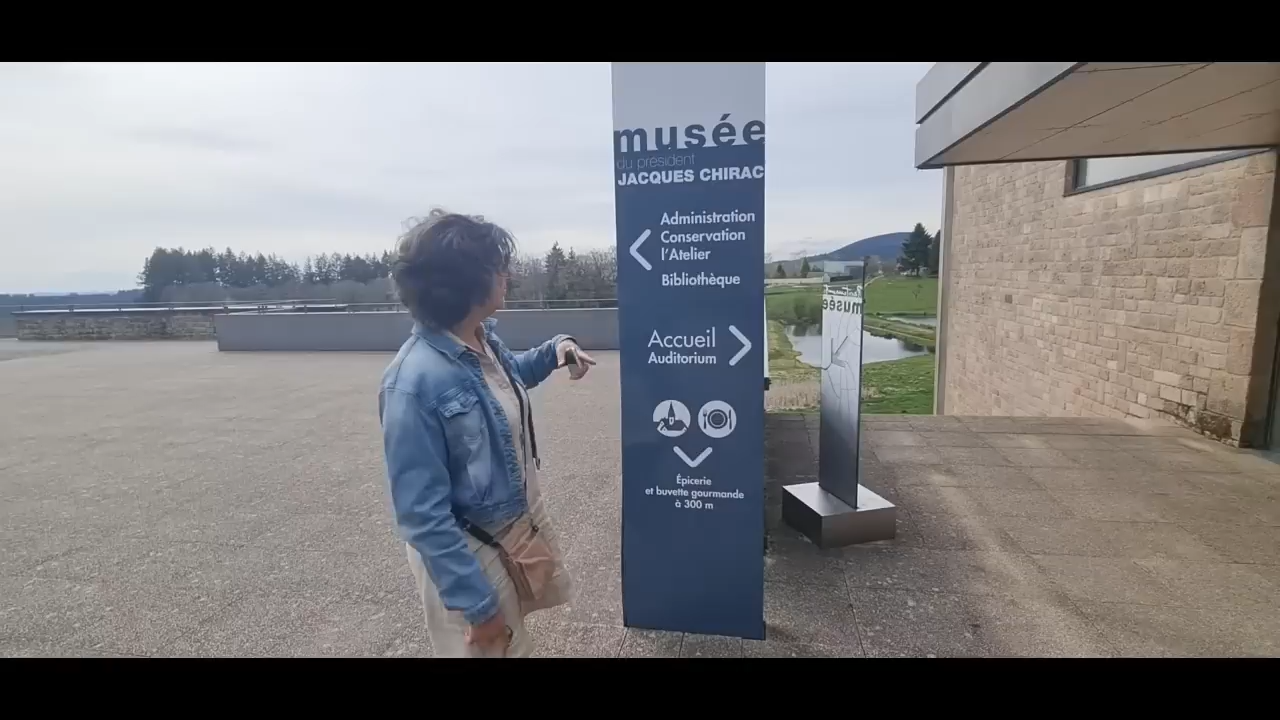 musée
du président
JACQUES CHIRAC
Administration
Conservation
l'Atelier
Bibliothèque
Accueil
Auditorium
Épicerie
et buvette gourmande
à 300 m
musée